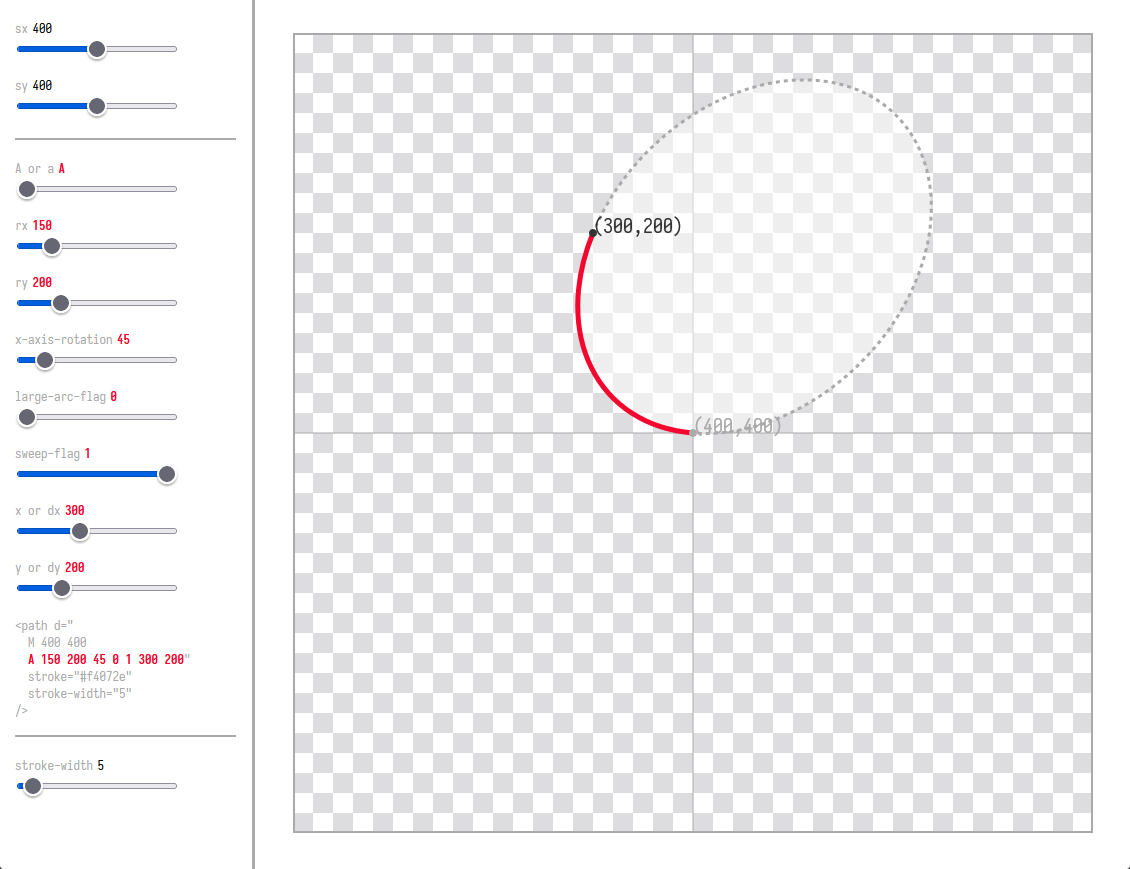 sx 400
sy 400
A or a A
rx 150
ry 200
x-axis-rotation 45
large-arc-flag 0
sweep-flag 1
x or dx 300
y or dy 200
<path d="
M 400 400
A 150 200 45 0 1 300 200"
stroke="#f4072e"
stroke-width="5"
/>
stroke-width 5
(300,200)
(400,400)